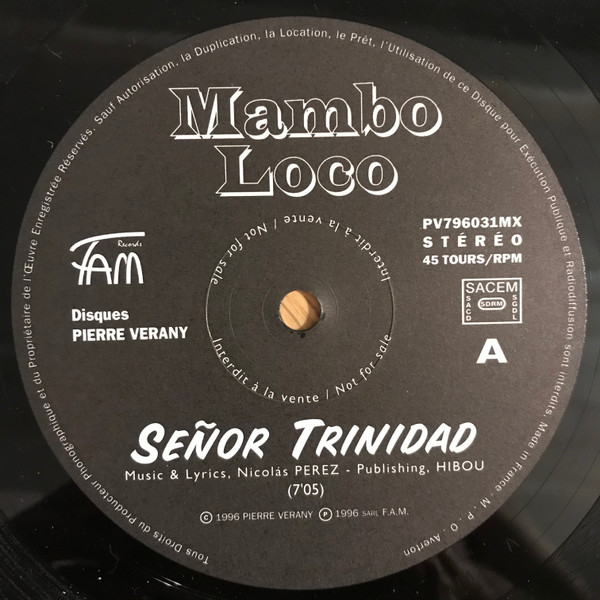 Tous Droits du Producteur Phonographique et du Propriétaire de l'Œuvre Enregistrée Réservés. Sauf Autorisation, la Duplication, la Location, le Prêt, l'Utilisation de ce Disque pour Exécution Publique et Radiodiffusion sont interdits. Made in France - M . P . O . Averton
Mambo
Loco
Interdit à la vente / Not for sale
FAM Records
Disques
PIERRE VERANY
PV796031MX
STÉRÉO
45 TOURS/RPM
SACEM
SACD SDRM SGDL
A
Interdit à la vente / Not for sale
SEÑOR TRINIDAD
Music & Lyrics, Nicolás PEREZ - Publishing, HIBOU
(7'05)
© 1996 PIERRE VERANY ℗ 1996 SARL F.A.M.